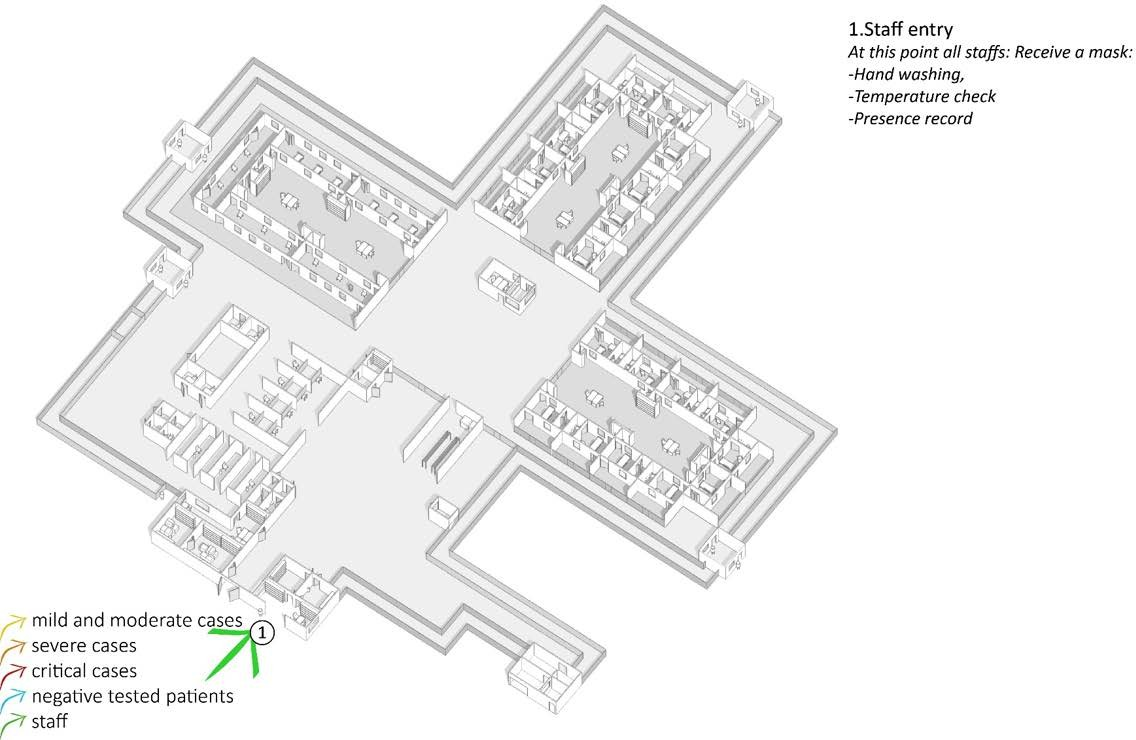 1.Staff entry
At this point all staffs: Receive a mask:
-Hand washing,
-Temperature check
-Presence record
mild and moderate cases
1
severe cases
critical cases
negative tested patients
staff